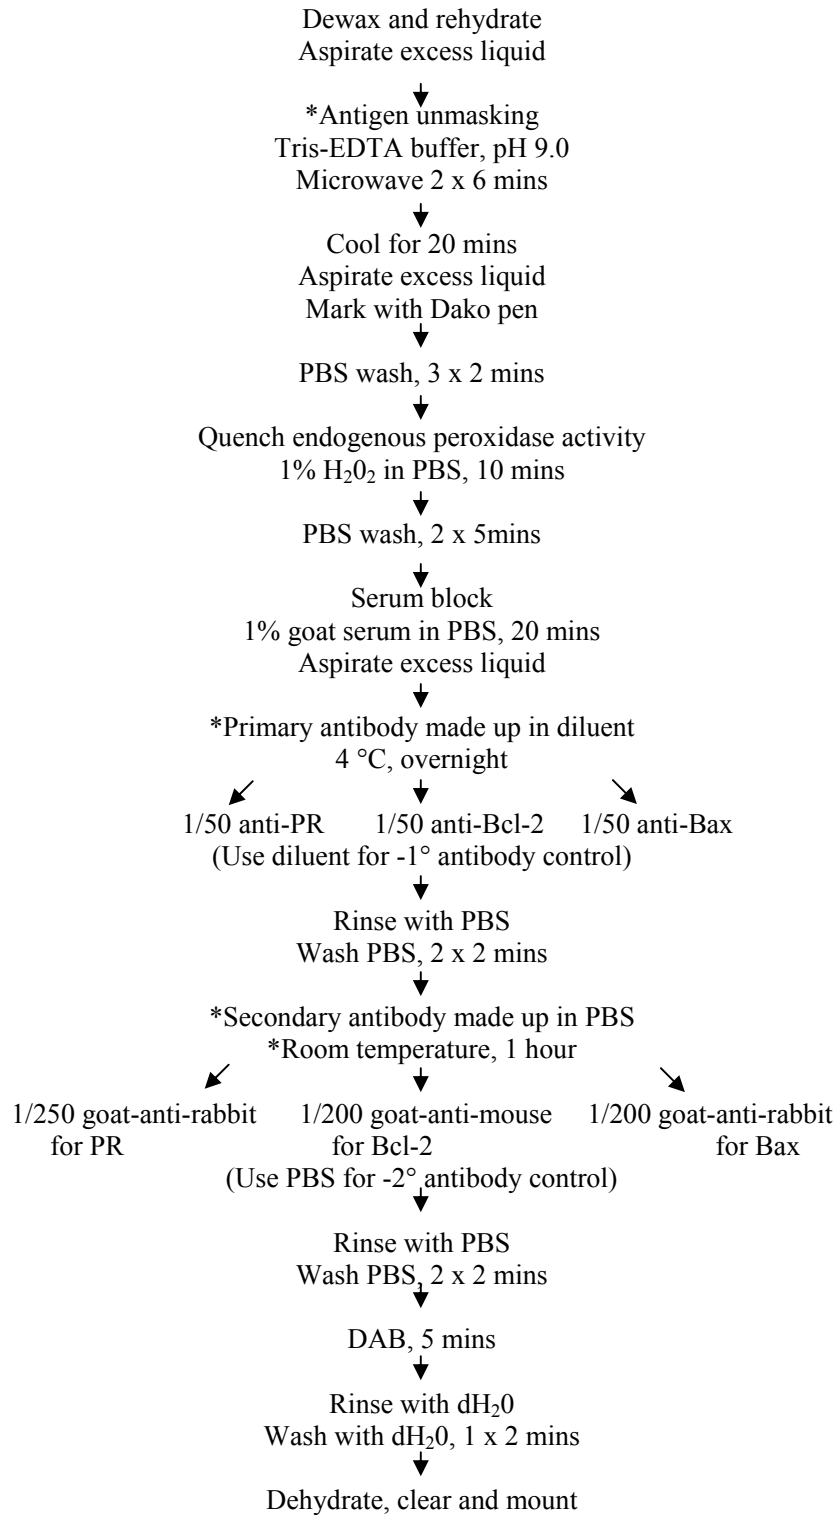 Dewax and rehydrate
Aspirate excess liquid
*Antigen unmasking
Tris-EDTA buffer, pH 9.0
Microwave 2 x 6 mins
Cool for 20 mins
Aspirate excess liquid
Mark with Dako pen
PBS wash, 3 x 2 mins
Quench endogenous peroxidase activity
1% H₂0₂ in PBS, 10 mins
PBS wash, 2 x 5mins
Serum block
1% goat serum in PBS, 20 mins
Aspirate excess liquid
*Primary antibody made up in diluent
4 °C, overnight
1/50 anti-PR 1/50 anti-Bcl-2 1/50 anti-Bax
(Use diluent for -1° antibody control)
Rinse with PBS
Wash PBS, 2 x 2 mins
*Secondary antibody made up in PBS
*Room temperature, 1 hour
1/250 goat-anti-rabbit 1/200 goat-anti-mouse 1/200 goat-anti-rabbit
for PR for Bcl-2 for Bax
(Use PBS for -2° antibody control)
Rinse with PBS
Wash PBS, 2 x 2 mins
DAB, 5 mins
Rinse with dH₂0
Wash with dH₂0, 1 x 2 mins
Dehydrate, clear and mount